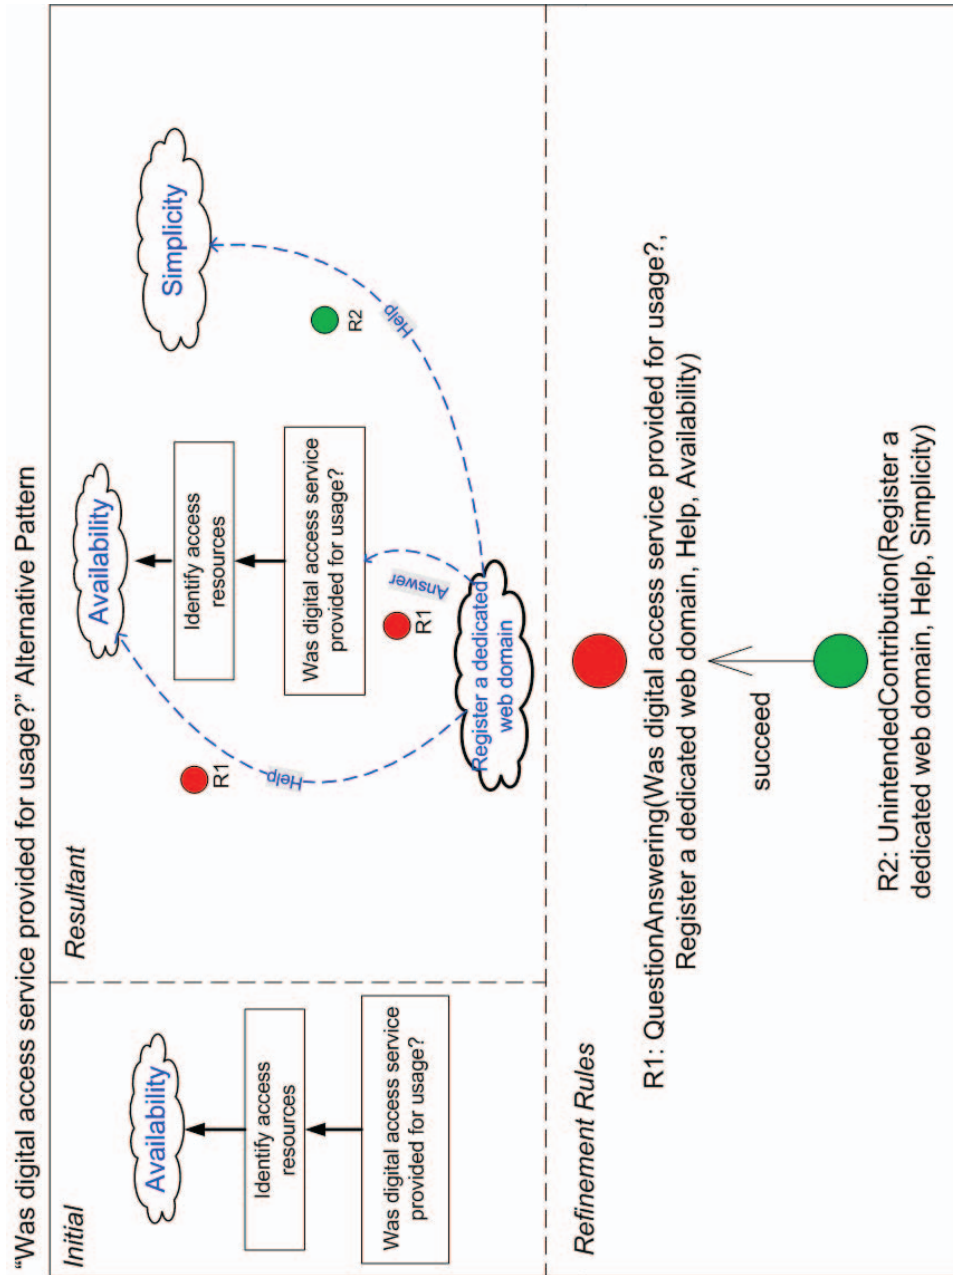 “Was digital access service provided for usage?” Alternative Pattern
Initial
Availability
Identify access
resources
Was digital access service
provided for usage?
Resultant
Availability
Simplicity
Identify access
resources
Was digital access service
provided for usage?
Help
R1
Answer
R1
Help
R2
Register a dedicated
web domain
Refinement Rules
R1: QuestionAnswering(Was digital access service provided for usage?,
Register a dedicated web domain, Help, Availability)
succeed
R2: UnintendedContribution(Register a
dedicated web domain, Help, Simplicity)